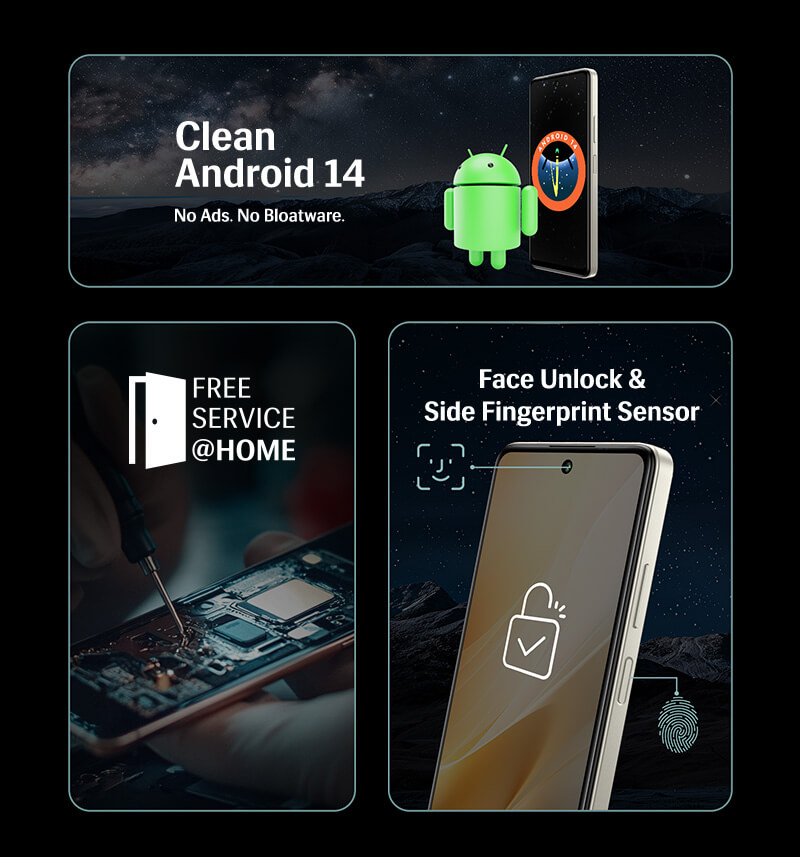 Clean
Android 14
No Ads. No Bloatware.
ANDROID 14
FREE
SERVICE
@HOME
Face Unlock &
Side Fingerprint Sensor